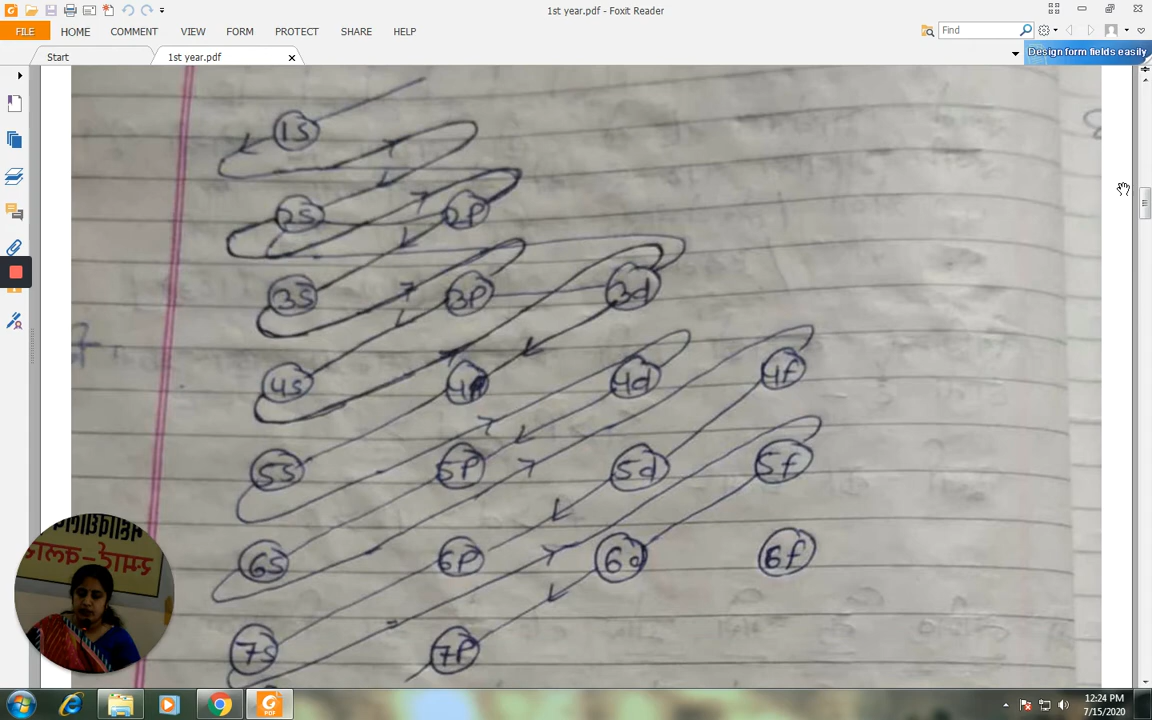 1st year.pdf - Foxit Reader
FILE HOME COMMENT VIEW FORM PROTECT SHARE HELP Find
Start 1st year.pdf Design form fields easily
1s
2s 2p
3s 3p 3d
4s 4p 4d 4f
5s 5p 5d 5f
6s 6p 6d 6f
7s 7p
PDF
12:24 PM
7/15/2020